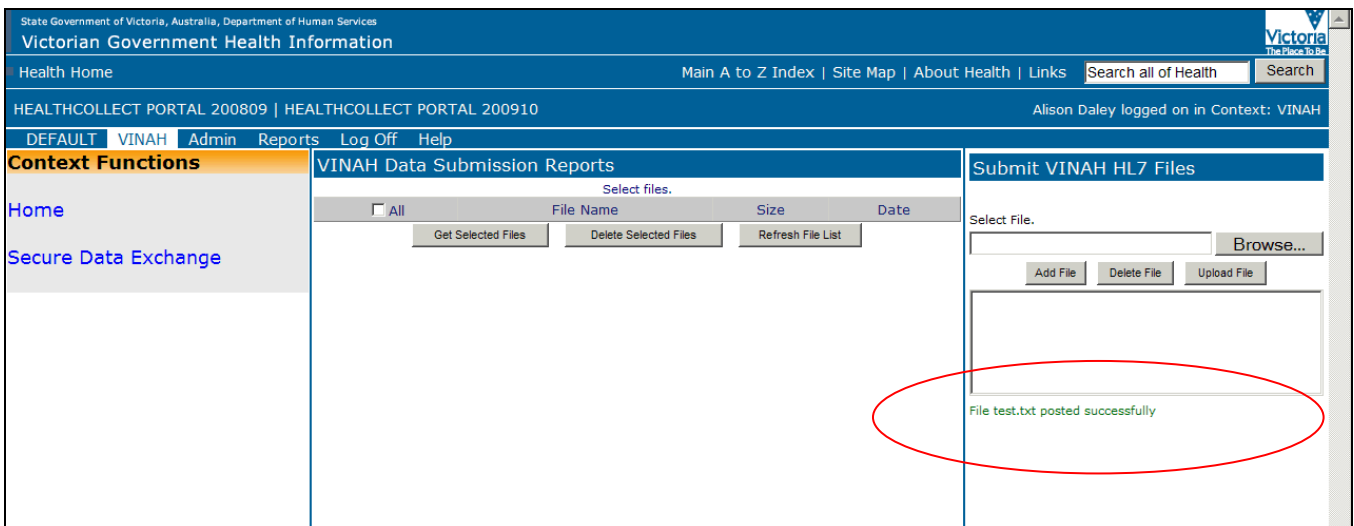 State Government of Victoria, Australia, Department of Human Services
Victorian Government Health Information
Victoria
The Place To Be
Health Home
Main A to Z Index | Site Map | About Health | Links
Search all of Health
Search
HEALTHCOLLECT PORTAL 200809 | HEALTHCOLLECT PORTAL 200910
Alison Daley logged on in Context: VINAH
DEFAULT VINAH Admin Reports Log Off Help
Context Functions
Home
Secure Data Exchange
VINAH Data Submission Reports
Select files.
All File Name Size Date
Get Selected Files Delete Selected Files Refresh File List
Submit VINAH HL7 Files
Select File.
Browse...
Add File Delete File Upload File
File test.txt posted successfully